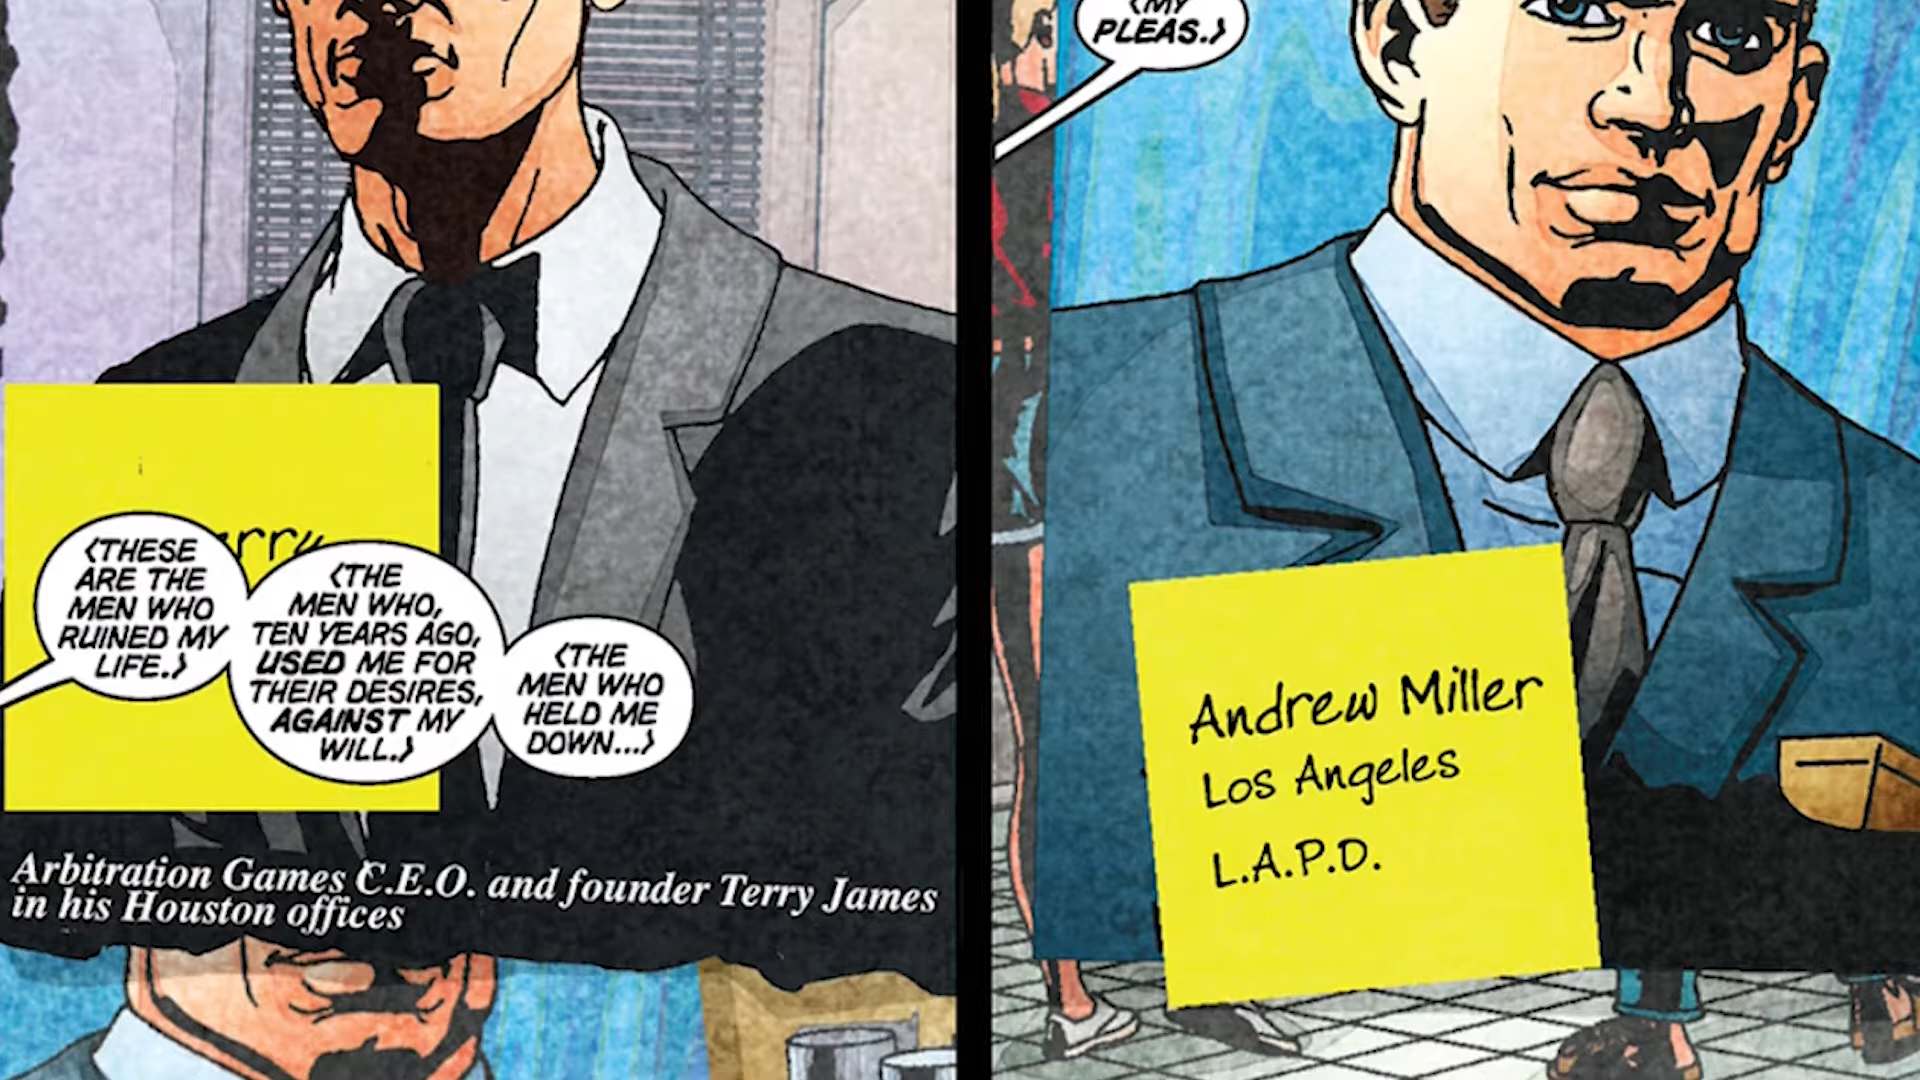 <THESE
ARE THE
MEN WHO
RUINED MY
LIFE.>
<THE
MEN WHO,
TEN YEARS AGO,
USED ME FOR
THEIR DESIRES,
AGAINST MY
WILL.>
<THE
MEN WHO
HELD ME
DOWN...>
Arbitration Games C.E.O. and founder Terry James
in his Houston offices
<MY
PLEAS.>
Andrew Miller
Los Angeles
L.A.P.D.